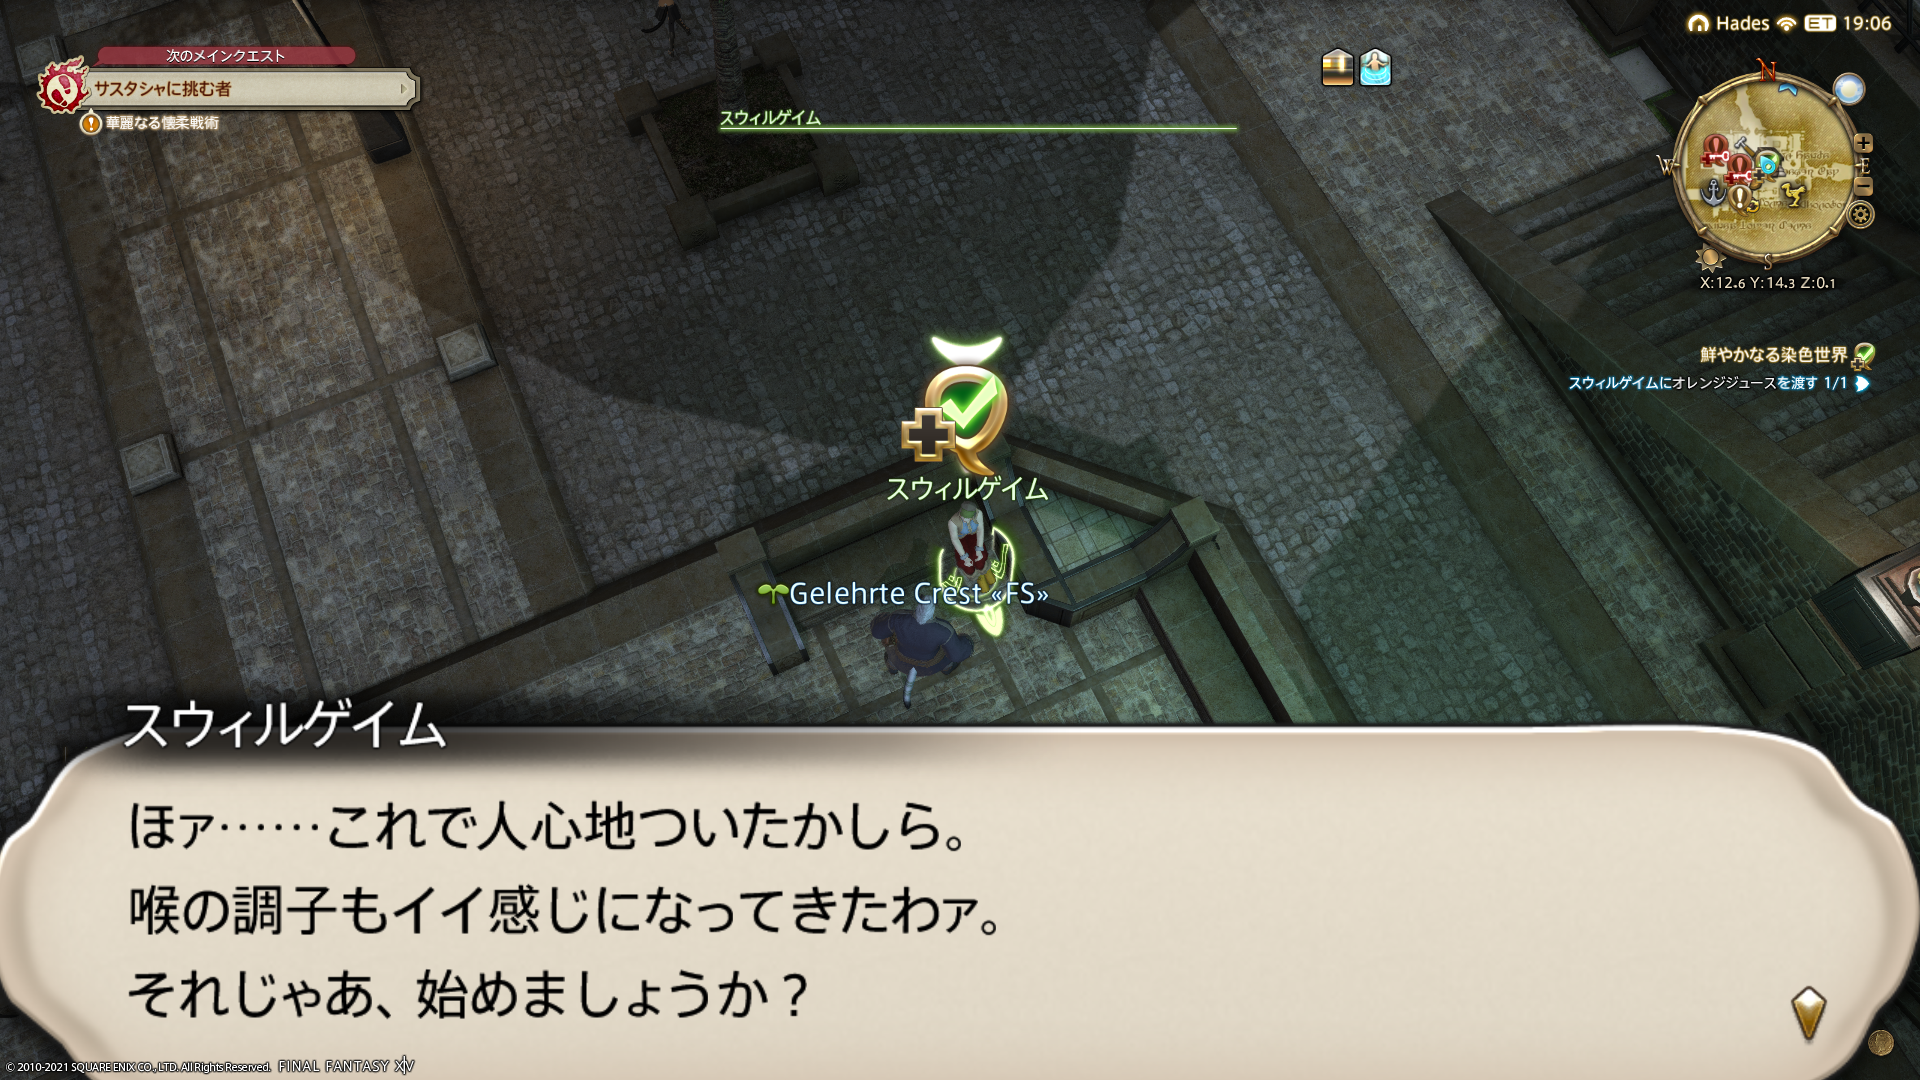 次のメインクエスト
サスタシャに挑む者
華麗なる懐柔戦術
スウィルゲイム
Hades ET 19:06
N
W
E
S
X:12.6 Y:14.3 Z:0.1
鮮やかなる染色世界
スウィルゲイムにオレンジジュースを渡す 1/1
スウィルゲイム
Gelehrte Crest «FS»
スウィルゲイム
ほァ……これで人心地ついたかしら。
喉の調子もイイ感じになってきたわァ。
それじゃあ、始めましょうか？
© 2010-2021 SQUARE ENIX CO., LTD. All Rights Reserved. FINAL FANTASY XIV